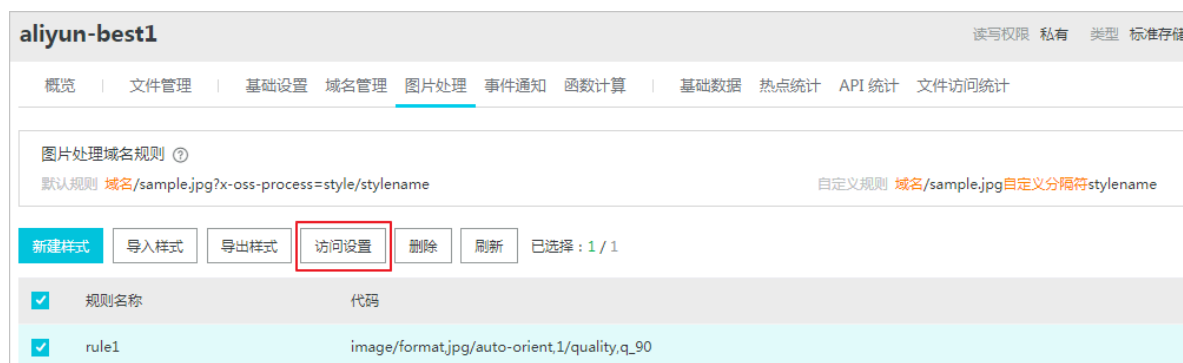 aliyun-best1 读写权限 私有 类型 标准存储
概览 文件管理 基础设置 域名管理 图片处理 事件通知 函数计算 基础数据 热点统计 API 统计 文件访问统计
图片处理域名规则 ?
默认规则 域名/sample.jpg?x-oss-process=style/stylename 自定义规则 域名/sample.jpg自定义分隔符stylename
新建样式 导入样式 导出样式 访问设置 删除 刷新 已选择：1 / 1
规则名称 代码
rule1 image/format,jpg/auto-orient,1/quality,q_90